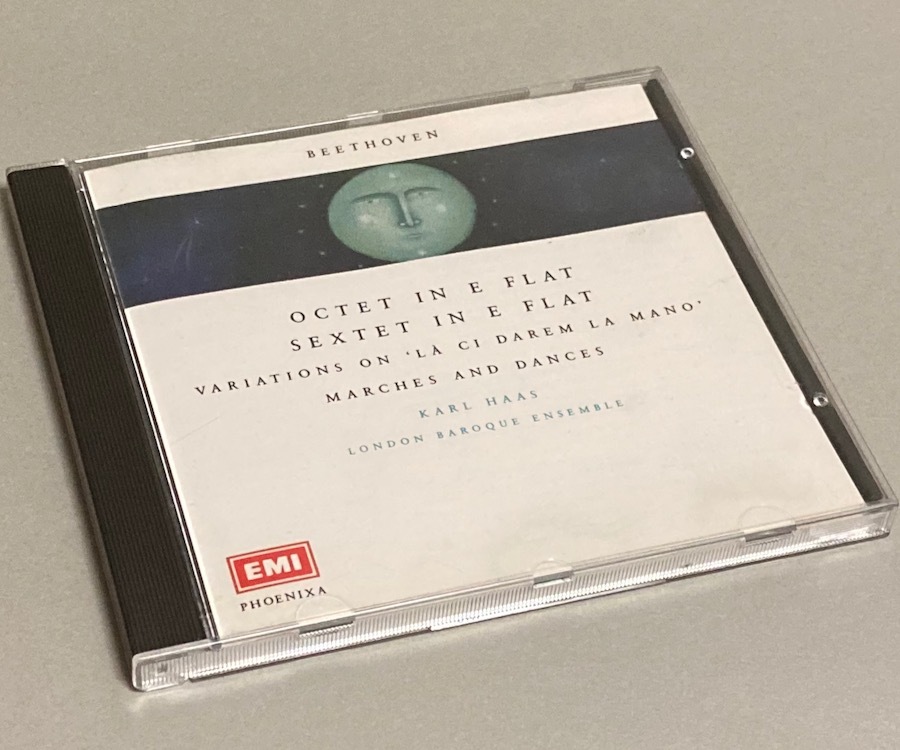 BEETHOVEN
OCTET IN E FLAT
SEXTET IN E FLAT
VARIATIONS ON ‘LÀ CI DAREM LA MANO’
MARCHES AND DANCES
KARL HAAS
LONDON BAROQUE ENSEMBLE
EMI
PHOENIXA